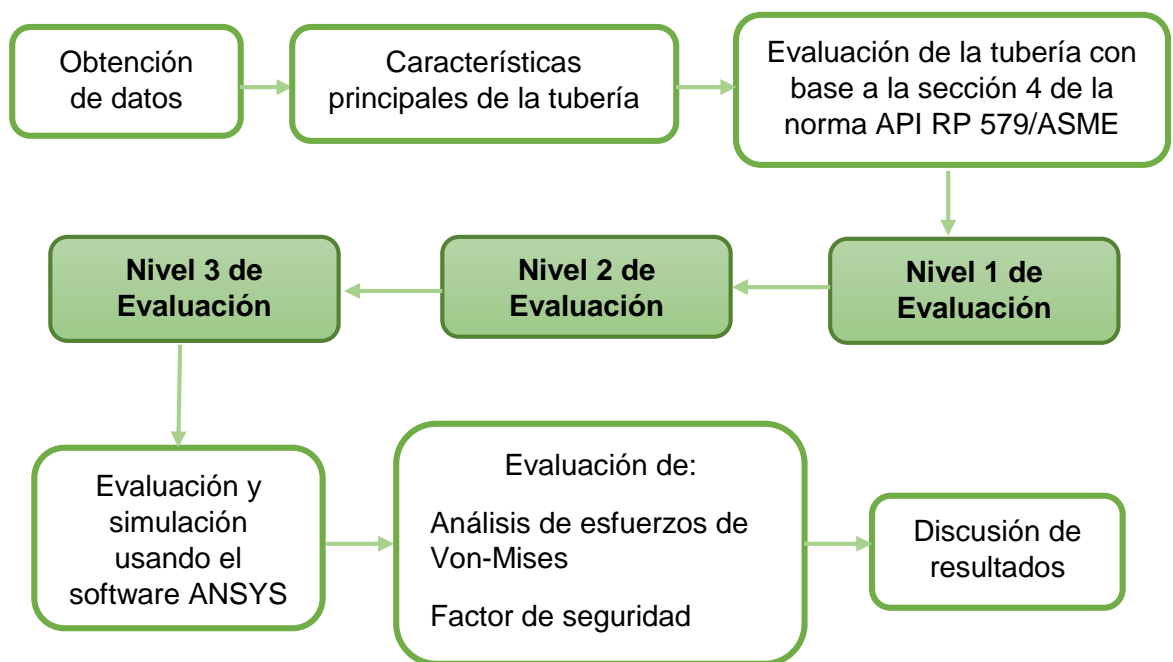 Obtención
de datos
Características
principales de la tubería
Evaluación de la tubería con
base a la sección 4 de la
norma API RP 579/ASME
Nivel 1 de
Evaluación
Nivel 2 de
Evaluación
Nivel 3 de
Evaluación
Evaluación y
simulación
usando el
software ANSYS
Evaluación de:
Análisis de esfuerzos de
Von-Mises
Factor de seguridad
Discusión de
resultados